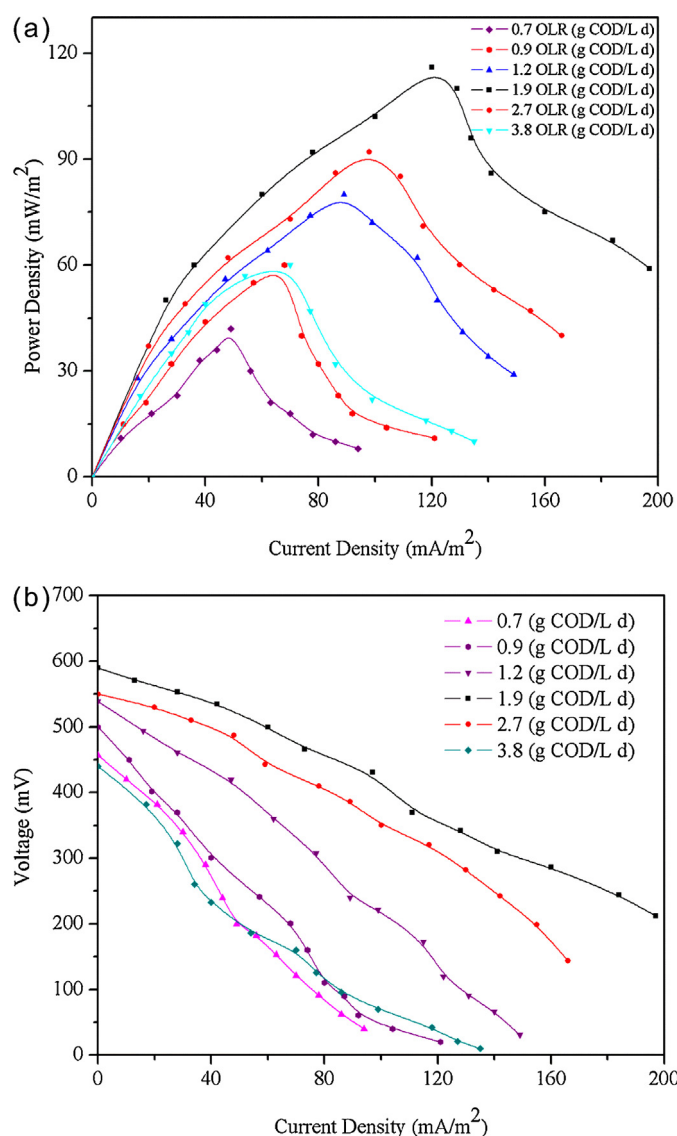 (a)
120
90
60
30
0
Power Density (mW/m²)
0.7 OLR (g COD/L d)
0.9 OLR (g COD/L d)
1.2 OLR (g COD/L d)
1.9 OLR (g COD/L d)
2.7 OLR (g COD/L d)
3.8 OLR (g COD/L d)
0 40 80 120 160 200
Current Density (mA/m²)
(b)
700
600
500
400
300
200
100
0
Voltage (mV)
0.7 (g COD/L d)
0.9 (g COD/L d)
1.2 (g COD/L d)
1.9 (g COD/L d)
2.7 (g COD/L d)
3.8 (g COD/L d)
0 40 80 120 160 200
Current Density (mA/m²)